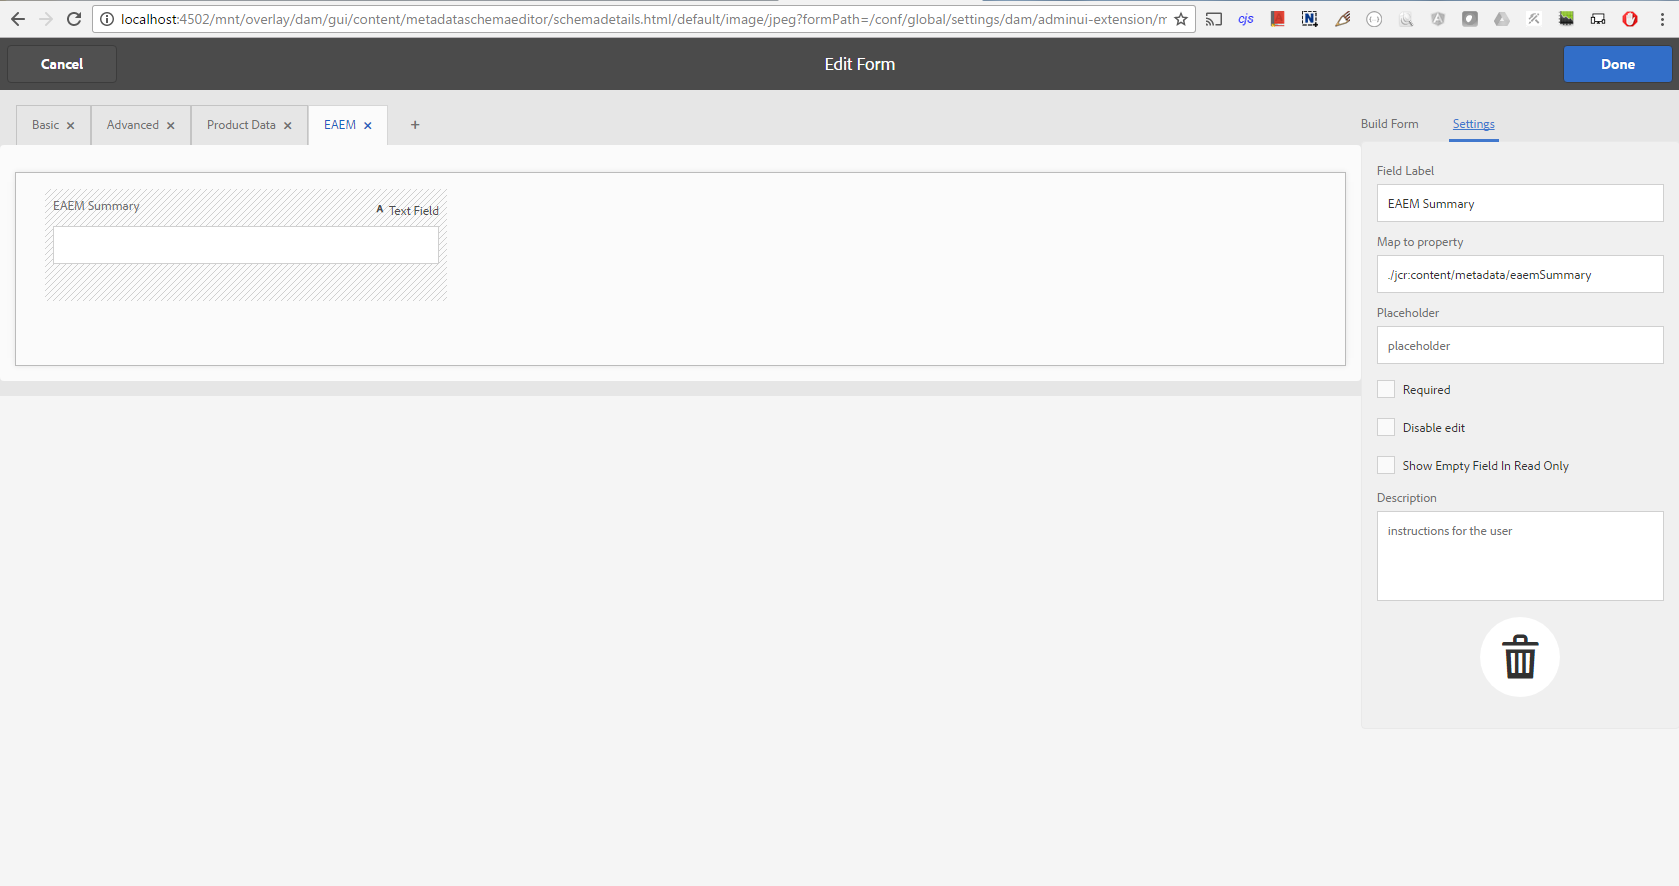 localhost:4502/mnt/overlay/dam/gui/content/metadataschemaeditor/schemadetails.html/default/image/jpeg?formPath=/conf/global/settings/dam/adminui-extension/m
cjs
N
Cancel
Edit Form
Done
Basic
Advanced
Product Data
EAEM
+
Build Form
Settings
EAEM Summary
A Text Field
Field Label
EAEM Summary
Map to property
./jcr:content/metadata/eaemSummary
Placeholder
placeholder
Required
Disable edit
Show Empty Field In Read Only
Description
instructions for the user